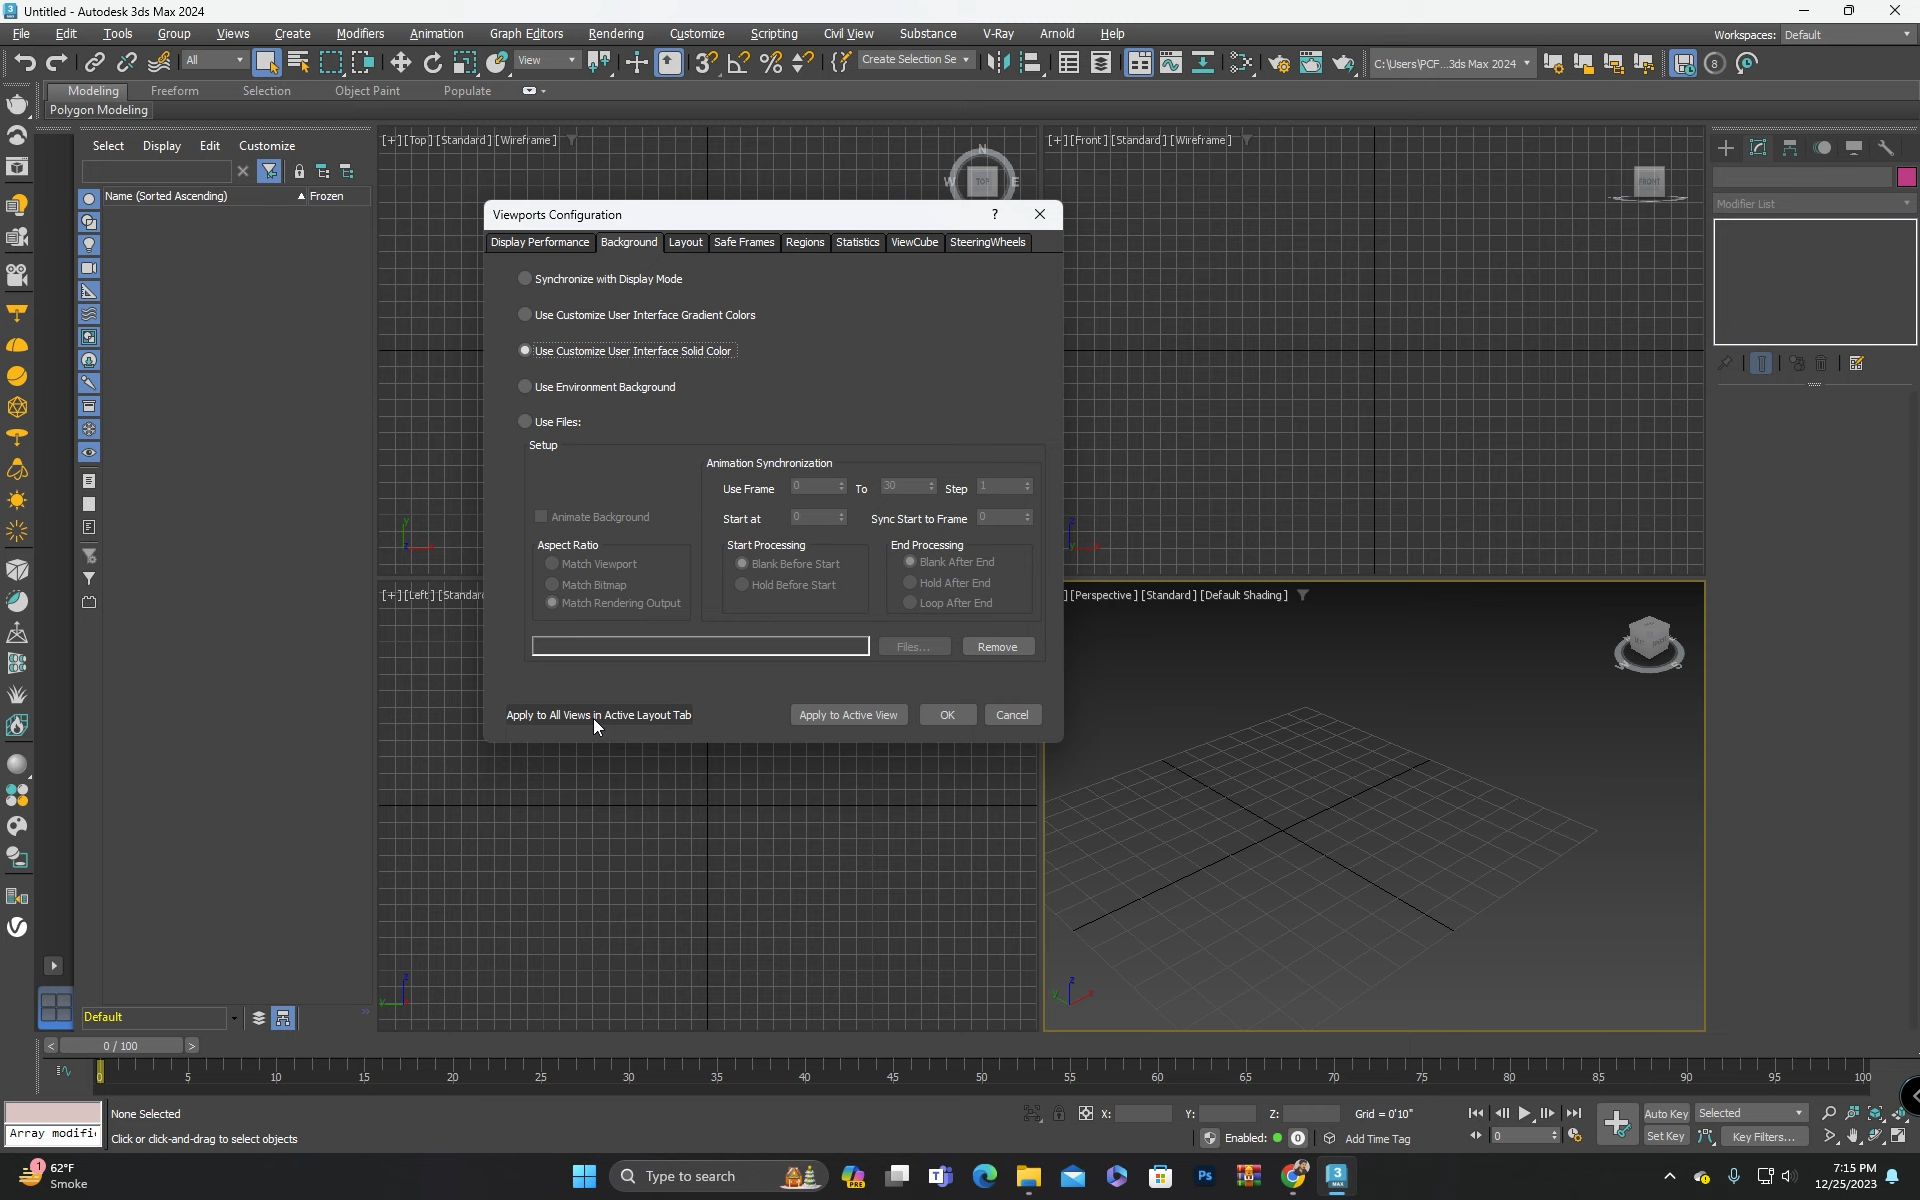 Untitled - Autodesk 3ds Max 2024
File Edit Tools Group Views Create Modifiers Animation Graph Editors Rendering Customize Scripting Civil View Substance V-Ray Arnold Help Workspaces: Default
All View Create Selection Se C:\Users\PCF...3ds Max 2024 8
Modeling Freeform Selection Object Paint Populate
Polygon Modeling
Select Display Edit Customize
Name (Sorted Ascending) Frozen
[+] [Top] [Standard] [Wireframe]
N
W TOP E
[+] [Front] [Standard] [Wireframe]
FRONT
Modifier List
Viewports Configuration ?
Display Performance Background Layout Safe Frames Regions Statistics ViewCube SteeringWheels
Synchronize with Display Mode
Use Customize User Interface Gradient Colors
Use Customize User Interface Solid Color
Use Environment Background
Use Files:
Setup
Animation Synchronization
Use Frame 0 To 30 Step 1
Animate Background Start at 0 Sync Start to Frame 0
Aspect Ratio Start Processing End Processing
Match Viewport Blank Before Start Blank After End
Match Bitmap Hold Before Start Hold After End
Match Rendering Output Loop After End
Files... Remove
Apply to All Views in Active Layout Tab Apply to Active View OK Cancel
[+] [Left] [Standard
] [Perspective] [Standard] [Default Shading]
Default
< 0 / 100 >
0 5 10 15 20 25 30 35 40 45 50 55 60 65 70 75 80 85 90 95 100
None Selected X: Y: Z: Grid = 0'10" Auto Key Selected
Array modifi Click or click-and-drag to select objects Enabled: 0 Add Time Tag 0 Set Key Key Filters...
1 62°F
Smoke
Type to search
PRE
Ps
3
MAX
7:15 PM
12/25/2023